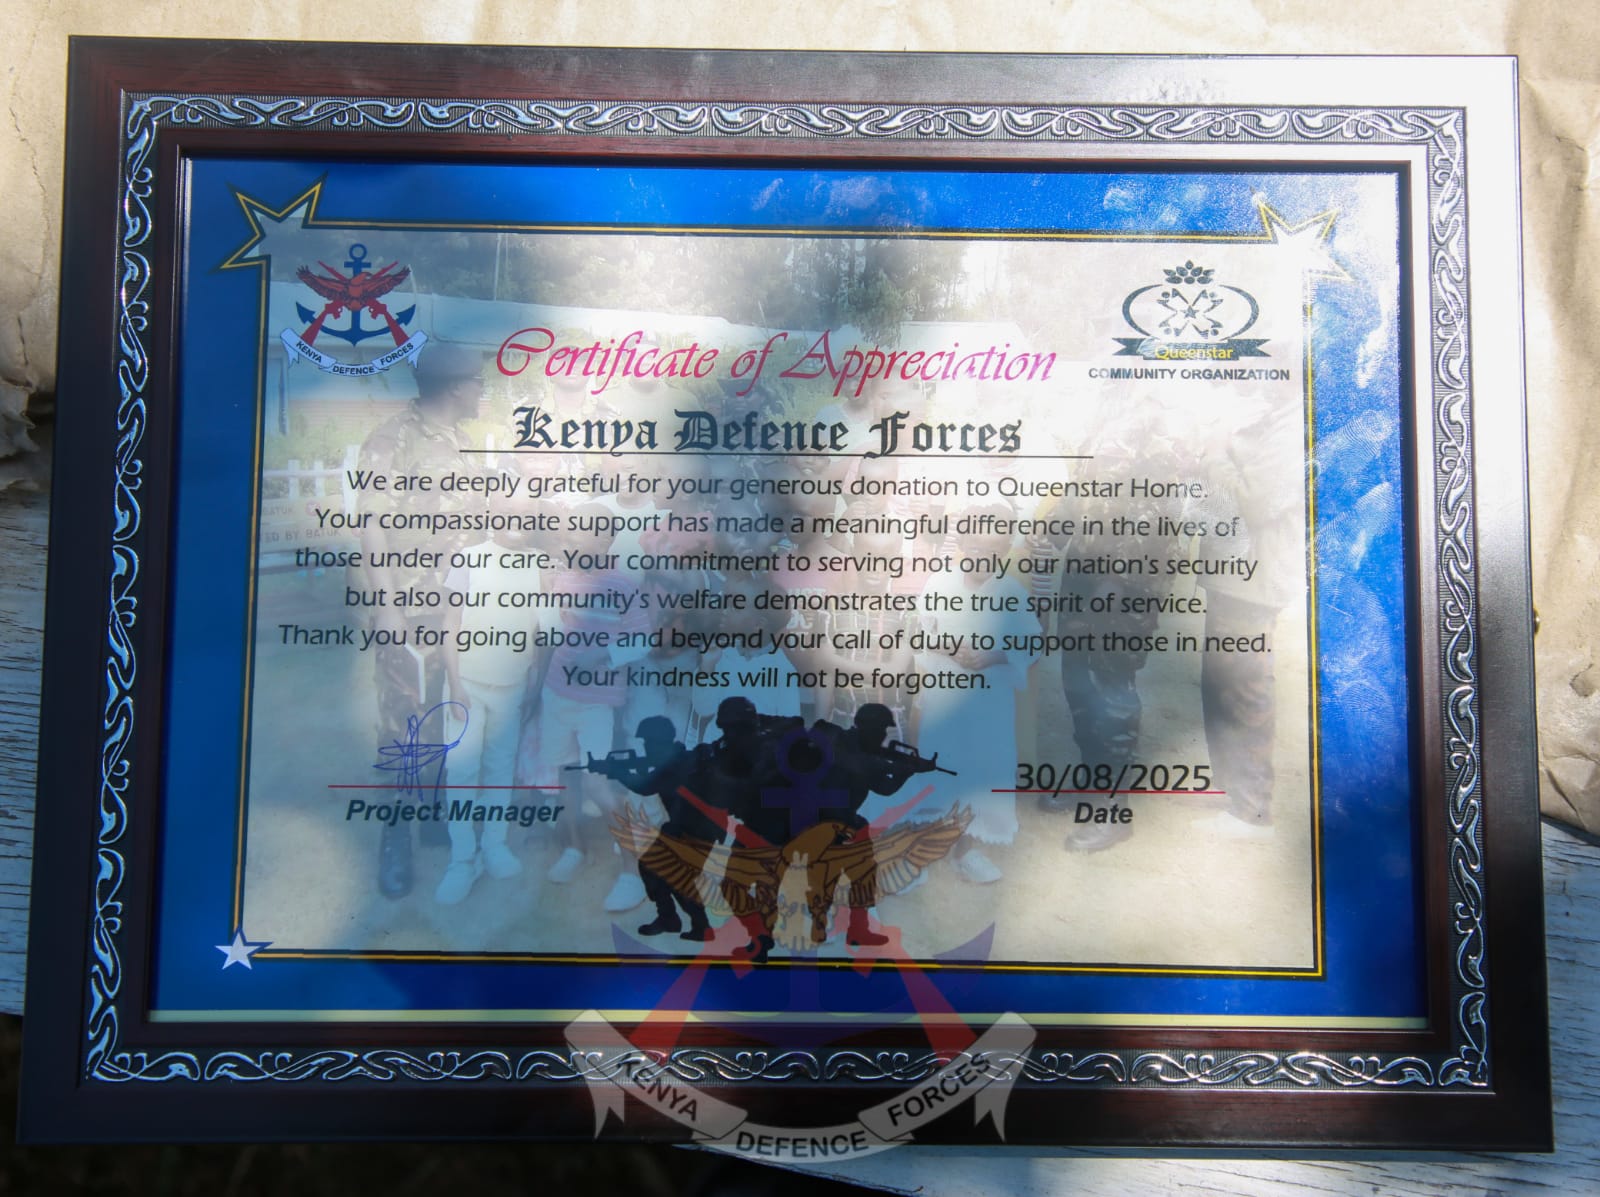 KENYA DEFENCE FORCES
Queenstar
COMMUNITY ORGANIZATION
Certificate of Appreciation
Kenya Defence Forces
We are deeply grateful for your generous donation to Queenstar Home.
Your compassionate support has made a meaningful difference in the lives of
those under our care. Your commitment to serving not only our nation's security
but also our community's welfare demonstrates the true spirit of service.
Thank you for going above and beyond your call of duty to support those in need.
Your kindness will not be forgotten.
BATUK
ED BY BATUK
30/08/2025
Project Manager
Date
KENYA DEFENCE FORCES